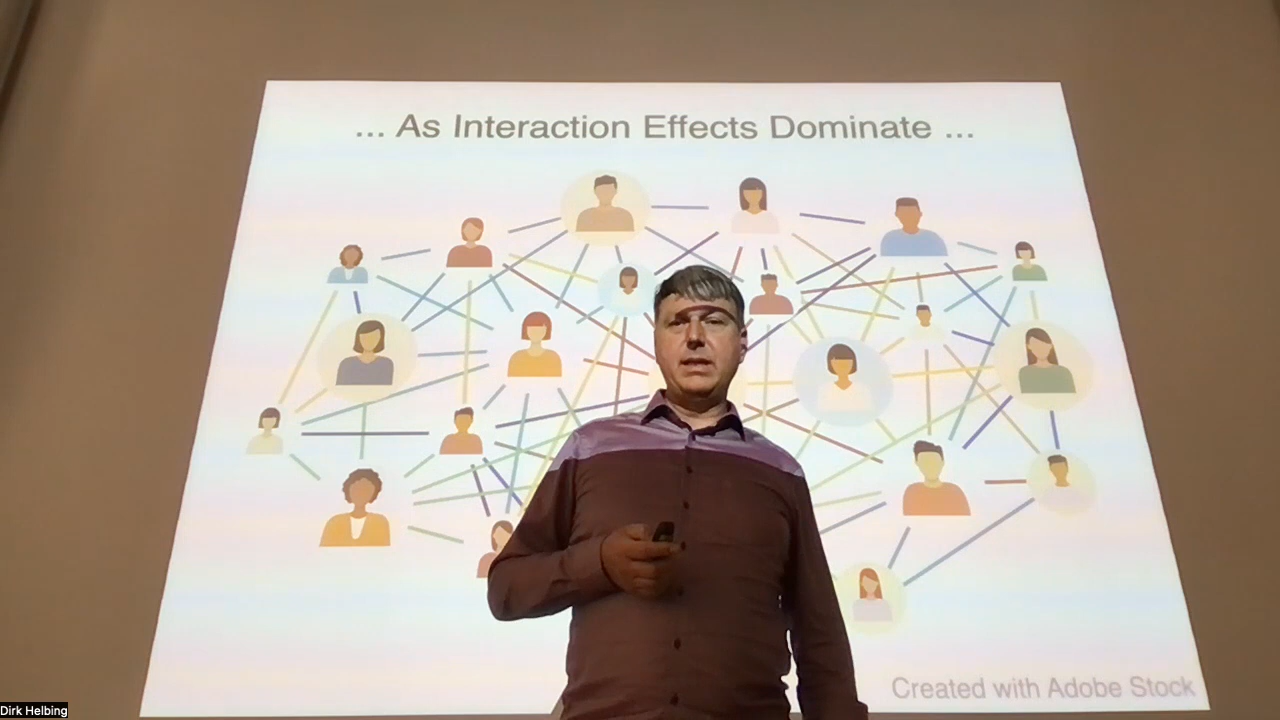 ... As Interaction Effects Dominate ...
Created with Adobe Stock
Dirk Helbing